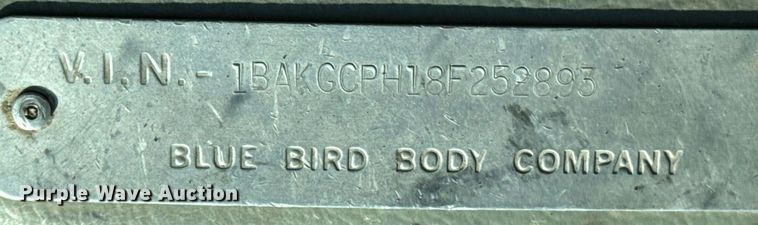 V.I.N.- 1BAKGCPH18F252893
BLUE BIRD BODY COMPANY
Purple Wave Auction